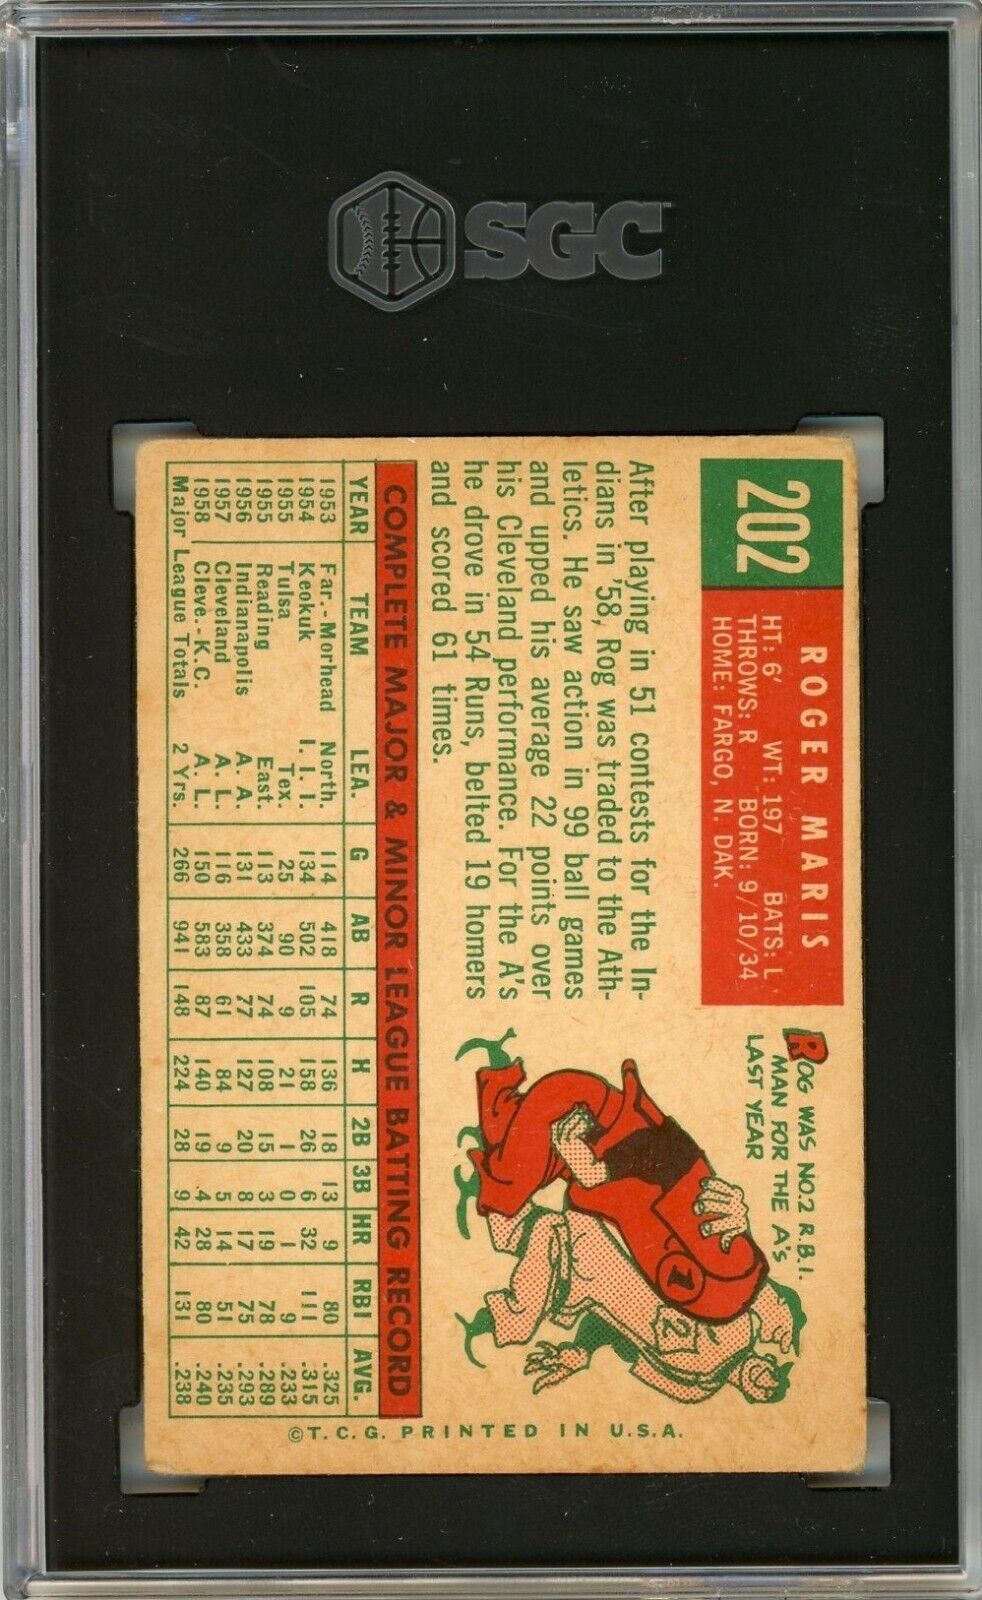 SGC
202
ROGER MARIS
HT: 6' WT: 197 BATS: L
THROWS: R BORN: 9/10/34
HOME: FARGO, N. DAK.
After playing in 51 contests for the In-
dians in '58, Rog was traded to the Ath-
letics. He saw action in 99 ball games
and upped his average 22 points over
his Cleveland performance. For the A's
he drove in 54 Runs, belted 19 homers
and scored 61 times.
ROG WAS NO.2 R.B.I.
MAN FOR THE A'S
LAST YEAR
1
2
COMPLETE MAJOR & MINOR LEAGUE BATTING RECORD
YEAR TEAM LEA. G AB R H 2B 3B HR RBI AVG.
1953 Far.-Morhead North. 114 418 74 136 18 13 9 80 .325
1954 Keokuk I. I. I. 134 502 105 158 26 6 32 111 .315
1955 Tulsa Tex. 25 90 9 21 1 0 1 9 .233
1955 Reading East. 113 374 74 108 15 3 19 78 .289
1956 Indianapolis A. A. 131 433 77 127 20 8 17 75 .293
1957 Cleveland A. L. 116 358 61 84 9 5 14 51 .235
1958 Cleve.-K.C. A. L. 150 583 87 140 19 4 28 80 .240
Major League Totals 2 Yrs. 266 941 148 224 28 9 42 131 .238
© T. C. G. PRINTED IN U.S.A.